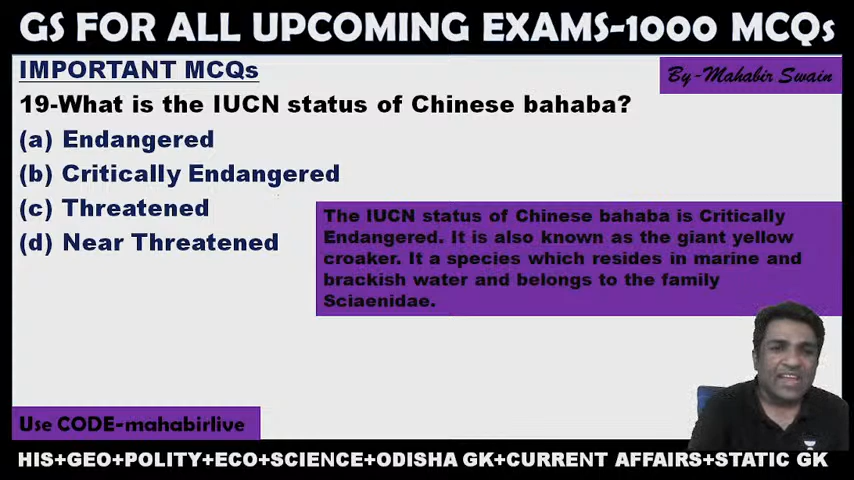 GS FOR ALL UPCOMING EXAMS-1000 MCQs
IMPORTANT MCQs
By-Mahabir Swain
19-What is the IUCN status of Chinese bahaba?
(a) Endangered
(b) Critically Endangered
(c) Threatened
(d) Near Threatened
The IUCN status of Chinese bahaba is Critically
Endangered. It is also known as the giant yellow
croaker. It a species which resides in marine and
brackish water and belongs to the family
Sciaenidae.
Use CODE-mahabirlive
HIS+GEO+POLITY+ECO+SCIENCE+ODISHA GK+CURRENT AFFAIRS+STATIC GK